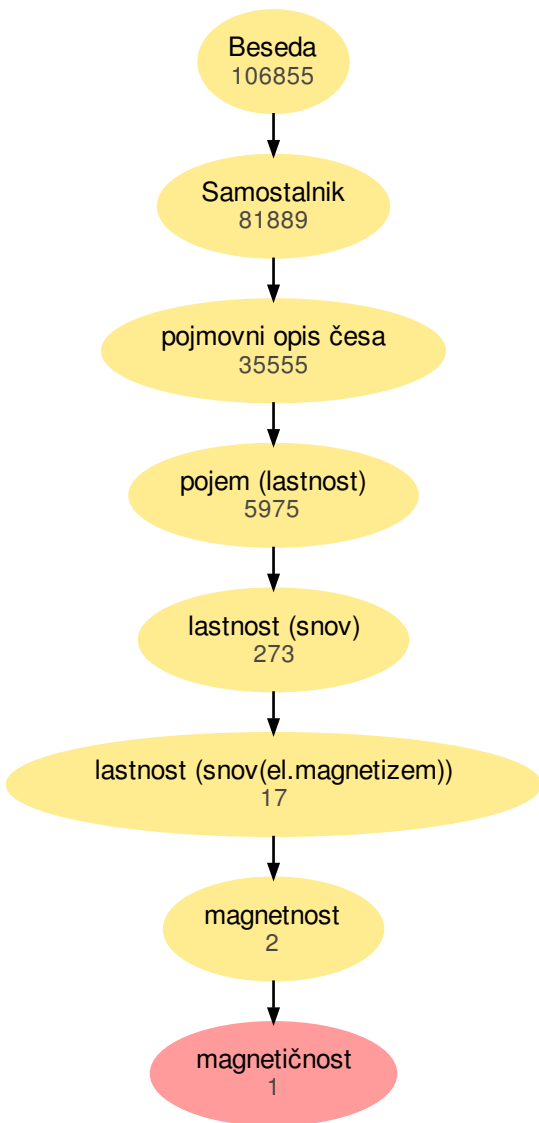 Beseda
106855
Samostalnik
81889
pojmovni opis česa
35555
pojem (lastnost)
5975
lastnost (snov)
273
lastnost (snov(el.magnetizem))
17
magnetnost
2
magnetičnost
1